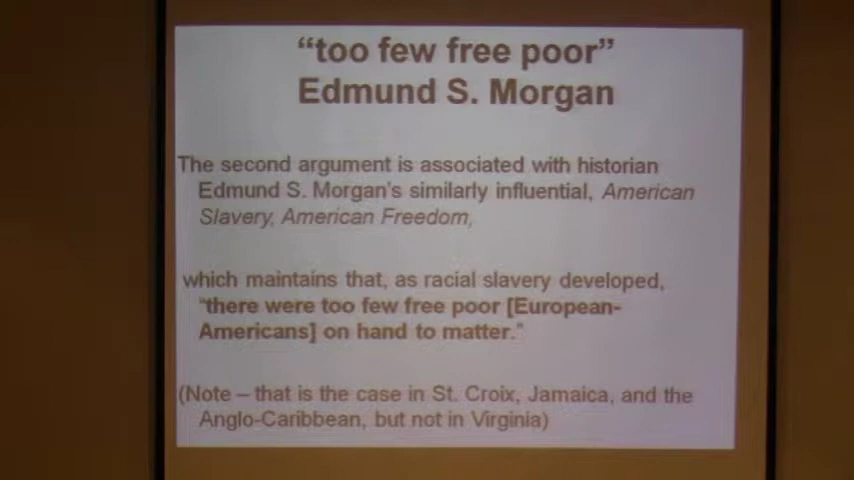 “too few free poor”
Edmund S. Morgan
The second argument is associated with historian
Edmund S. Morgan's similarly influential, American
Slavery, American Freedom,
which maintains that, as racial slavery developed,
“there were too few free poor [European-
Americans] on hand to matter.”
(Note – that is the case in St. Croix, Jamaica, and the
Anglo-Caribbean, but not in Virginia)